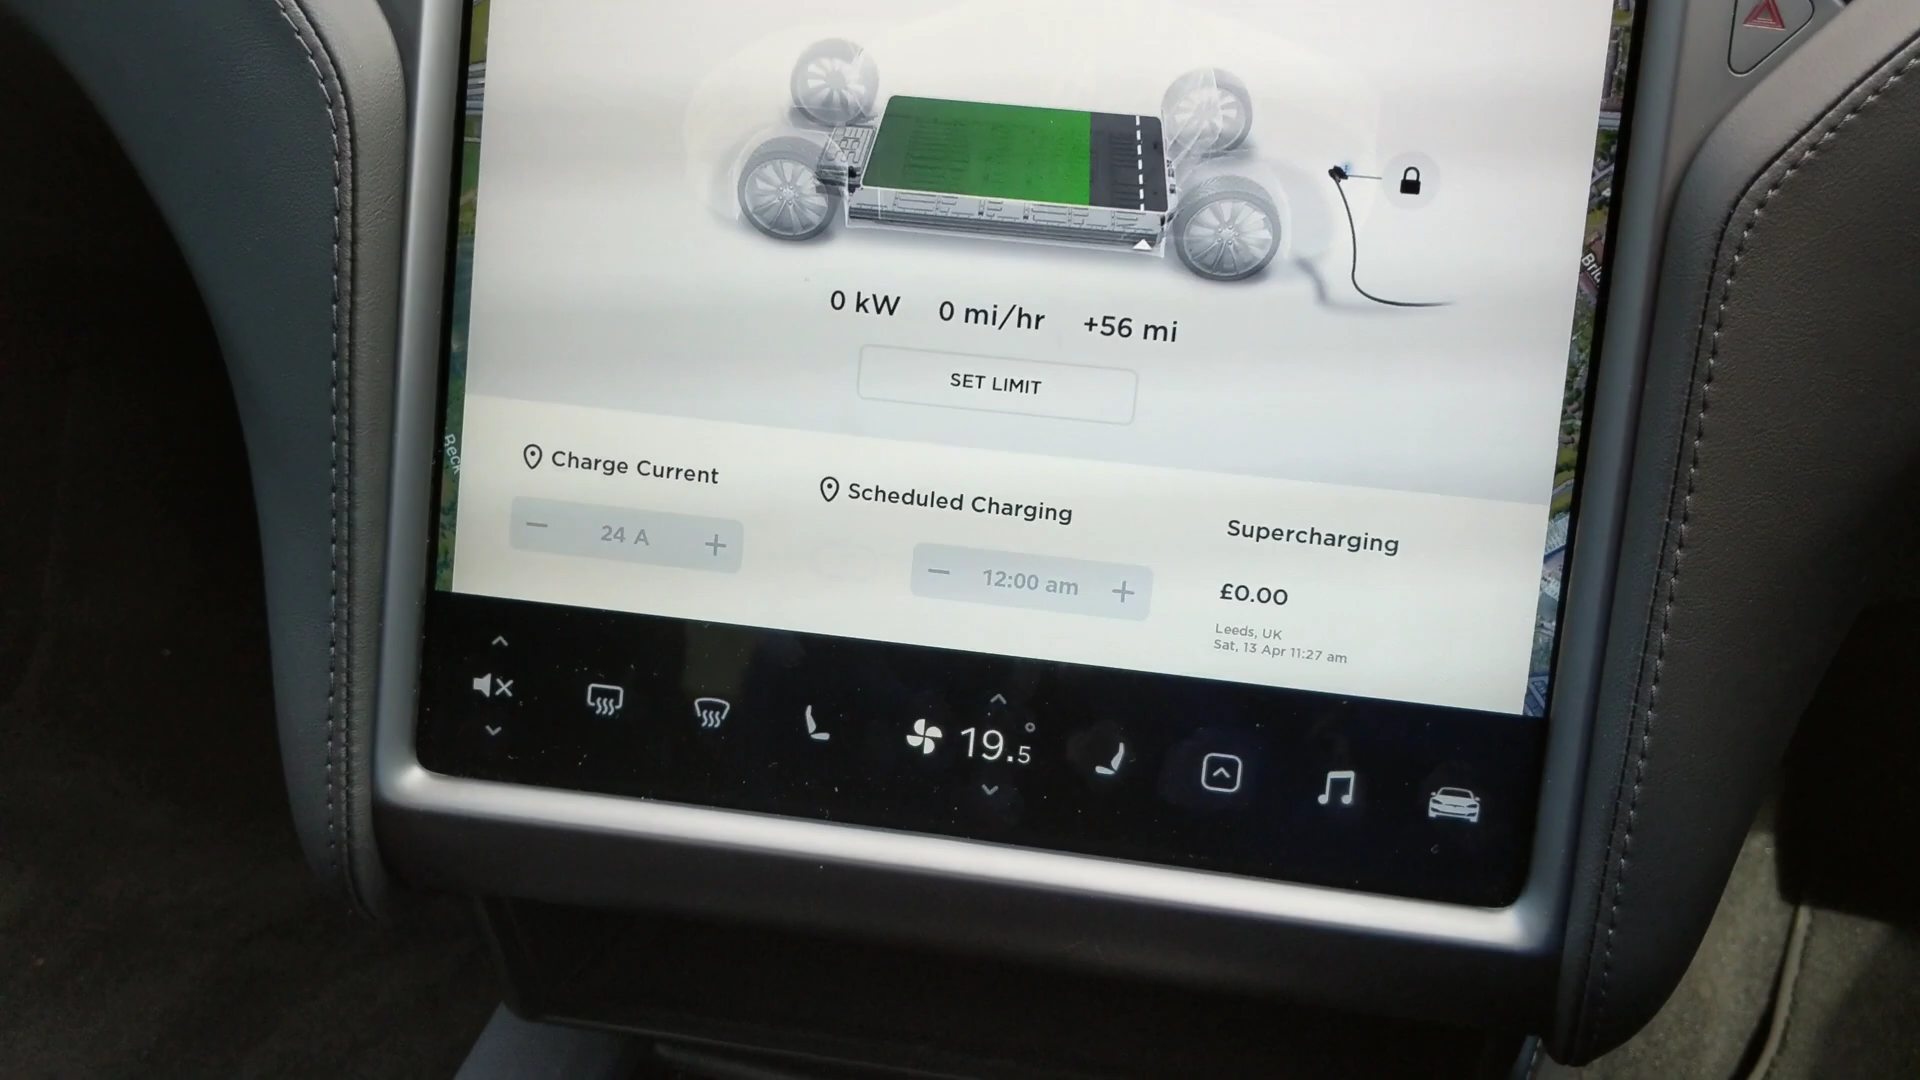 0 kW 0 mi/hr +56 mi
SET LIMIT
Charge Current
Scheduled Charging
Supercharging
24 A
12:00 am
£0.00
Leeds, UK
Sat, 13 Apr 11:27 am
19.5°
Beck